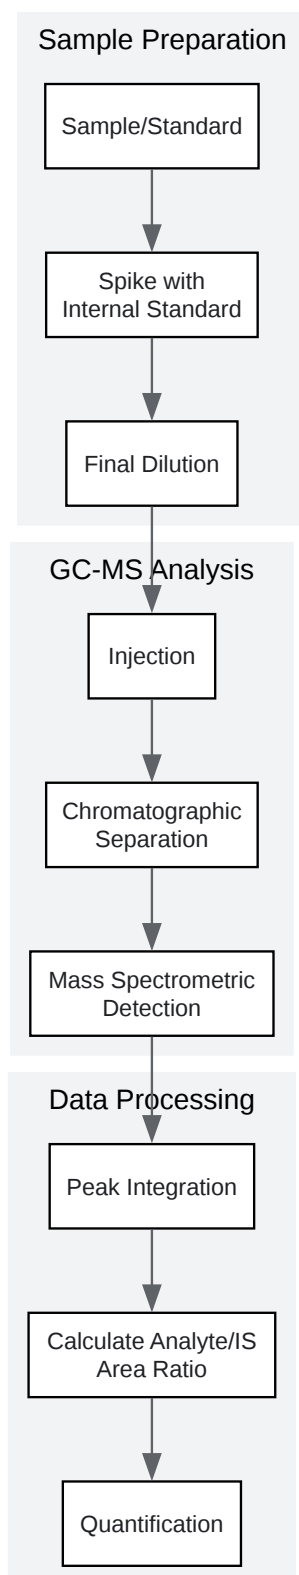 Sample Preparation
Sample/Standard
Spike with
Internal Standard
Final Dilution
GC-MS Analysis
Injection
Chromatographic
Separation
Mass Spectrometric
Detection
Data Processing
Peak Integration
Calculate Analyte/IS
Area Ratio
Quantification